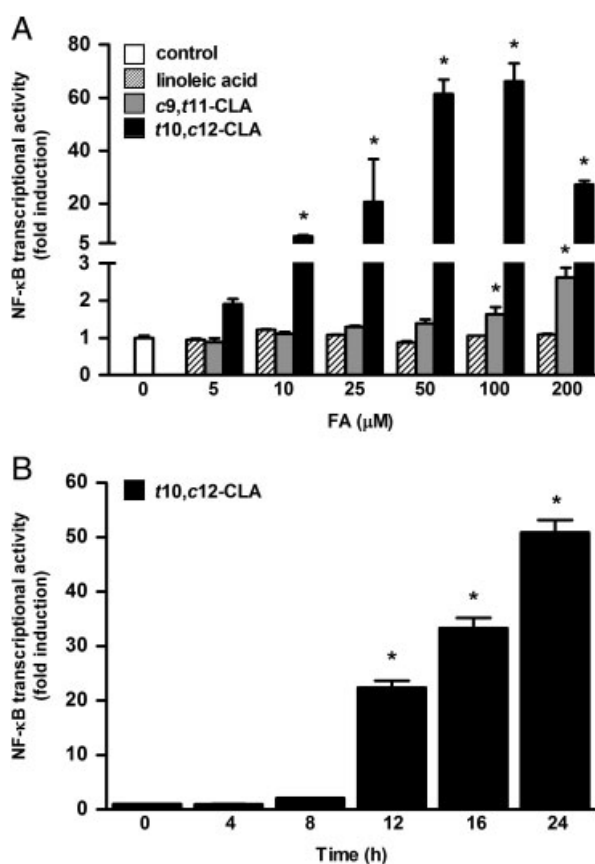 A
control
linoleic acid
c9,t11-CLA
t10,c12-CLA
NF-κB transcriptional activity
(fold induction)
80
60
40
20
5
3
2
1
0
* * * * * * *
0 5 10 25 50 100 200
FA (μM)
B
t10,c12-CLA
NF-κB transcriptional activity
(fold induction)
60
50
40
30
20
10
0
* * *
0 4 8 12 16 24
Time (h)